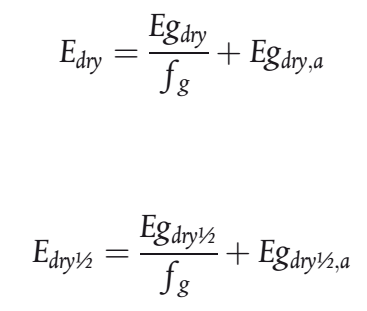 E_dry = Eg_dry / f_g + Eg_dry,a
E_dry½ = Eg_dry½ / f_g + Eg_dry½,a